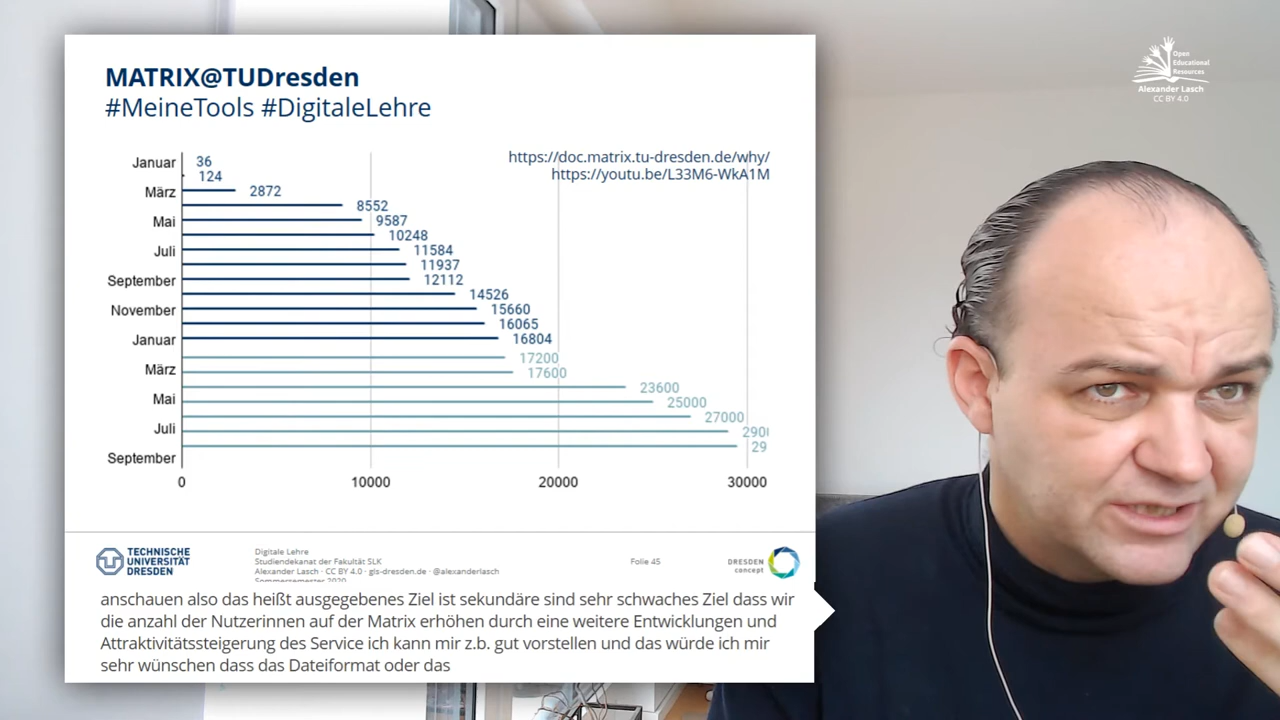 MATRIX@TUDresden
#MeineTools #DigitaleLehre
https://doc.matrix.tu-dresden.de/why/
https://youtu.be/L33M6-WkA1M
Januar 36
124
März 2872
8552
Mai 9587
10248
Juli 11584
11937
September 12112
14526
November 15660
16065
Januar 16804
17200
März 17600
23600
Mai 25000
27000
Juli 290
29
September
0 10000 20000 30000
TECHNISCHE
UNIVERSITÄT
DRESDEN
Digitale Lehre
Studiendekanat der Fakultät SLK
Alexander Lasch · CC BY 4.0 · gls-dresden.de · @alexanderlasch
Sommersemester 2020
Folie 45
DRESDEN
concept
anschauen also das heißt ausgegebenes Ziel ist sekundäre sind sehr schwaches Ziel dass wir
die anzahl der Nutzerinnen auf der Matrix erhöhen durch eine weitere Entwicklungen und
Attraktivitätssteigerung des Service ich kann mir z.b. gut vorstellen und das würde ich mir
sehr wünschen dass das Dateiformat oder das
Open
Educational
Resources
Alexander Lasch
CC BY 4.0